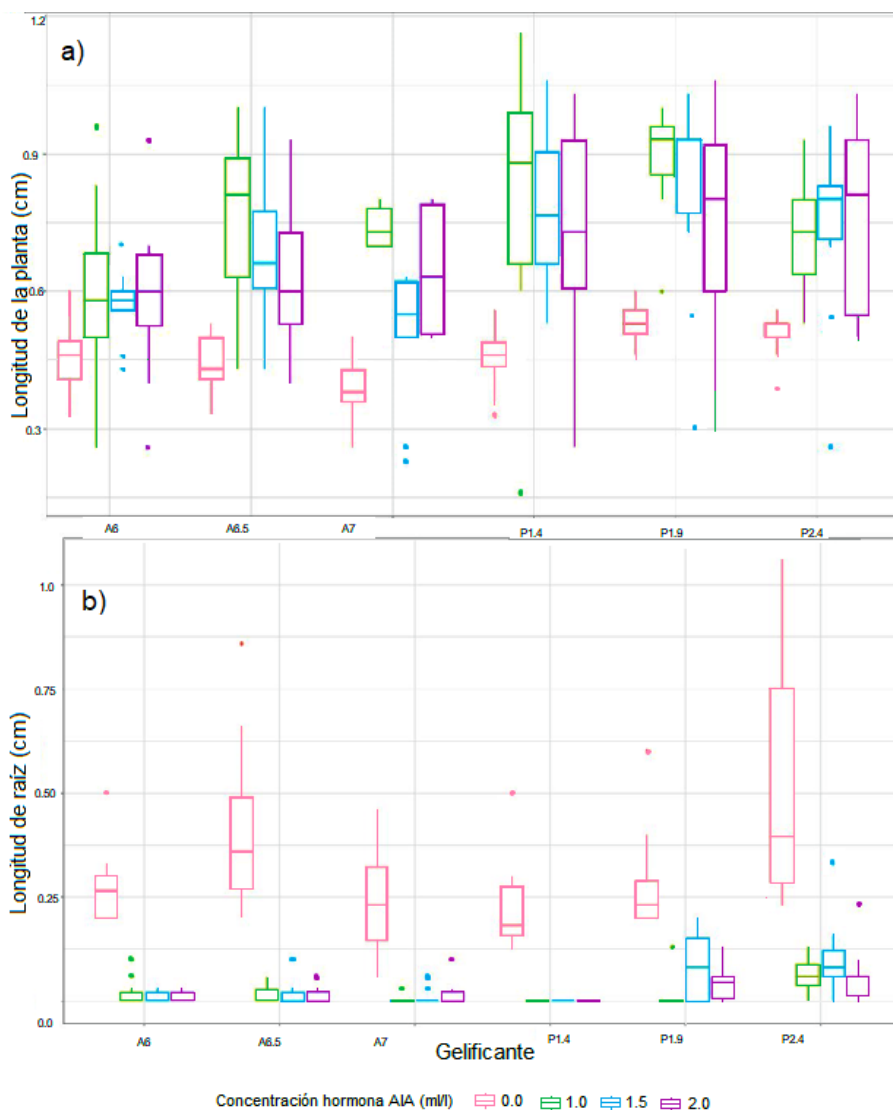 a)
Longitud de la planta (cm)
1.2
0.9
0.6
0.3
A6 A6.5 A7 P1.4 P1.9 P2.4
b)
Longitud de raíz (cm)
1.0
0.75
0.50
0.25
0.0
A6 A6.5 A7 P1.4 P1.9 P2.4
Gelificante
Concentración hormona AIA (ml/l) 0.0 1.0 1.5 2.0